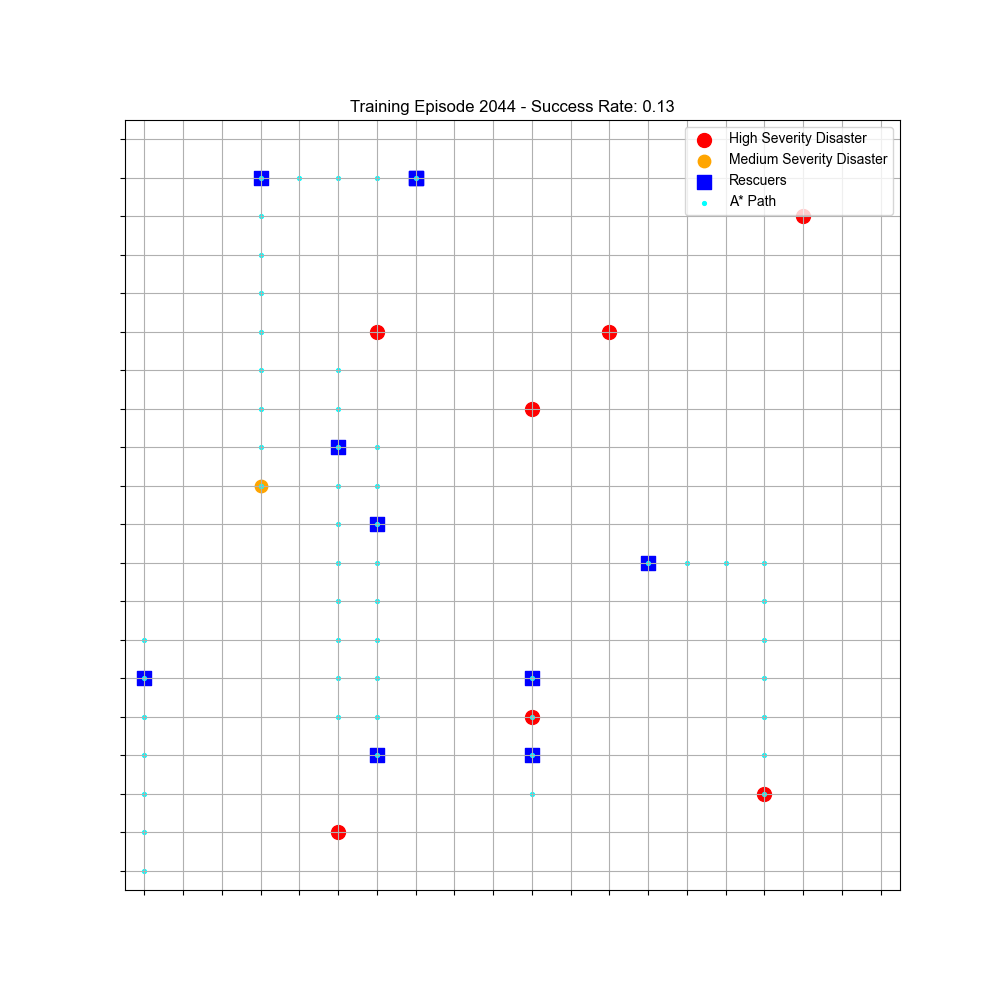 Training Episode 2044 - Success Rate: 0.13
High Severity Disaster
Medium Severity Disaster
Rescuers
A* Path